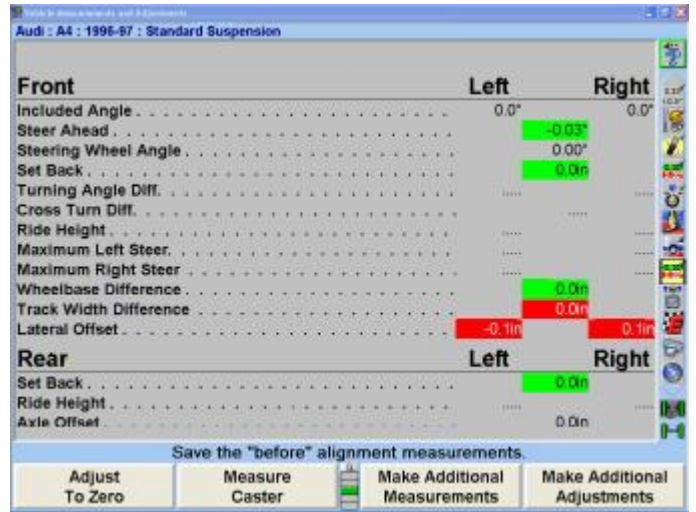 Vehicle Measurements and Adjustments
Audi : A4 : 1996-97 : Standard Suspension
Front Left Right
Included Angle . . . . . . . . . . . . . . . . . . . . . . . . 0.0° 0.0°
Steer Ahead . . . . . . . . . . . . . . . . . . . . . . . . . -0.03°
Steering Wheel Angle . . . . . . . . . . . . . . . . . . . . 0.00°
Set Back . . . . . . . . . . . . . . . . . . . . . . . . . . . 0.0in
Turning Angle Diff. . . . . . . . . . . . . . . . . . . . . . ..... .....
Cross Turn Diff. . . . . . . . . . . . . . . . . . . . . . . . .....
Ride Height . . . . . . . . . . . . . . . . . . . . . . . . . ..... .....
Maximum Left Steer. . . . . . . . . . . . . . . . . . . . . ..... .....
Maximum Right Steer . . . . . . . . . . . . . . . . . . . . ..... .....
Wheelbase Difference . . . . . . . . . . . . . . . . . . . 0.0in
Track Width Difference . . . . . . . . . . . . . . . . . . 0.0in
Lateral Offset . . . . . . . . . . . . . . . . . . . . . . . . -0.1in 0.1in
Rear Left Right
Set Back . . . . . . . . . . . . . . . . . . . . . . . . . . . 0.0in
Ride Height . . . . . . . . . . . . . . . . . . . . . . . . . ..... .....
Axle Offset . . . . . . . . . . . . . . . . . . . . . . . . . 0.0in
Save the "before" alignment measurements.
Adjust
To Zero
Measure
Caster
Make Additional
Measurements
Make Additional
Adjustments